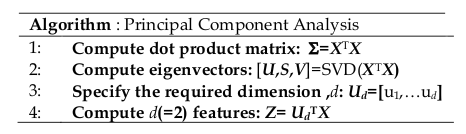 Algorithm : Principal Component Analysis
1: Compute dot product matrix: Σ=XᵀX
2: Compute eigenvectors: [U,S,V]=SVD(XᵀX)
3: Specify the required dimension ,d: U_d=[u₁,…u_d]
4: Compute d(=2) features: Z= U_dᵀX